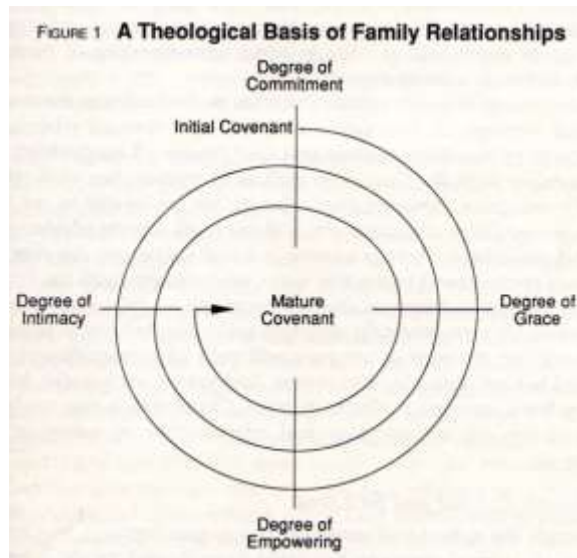 FIGURE 1 A Theological Basis of Family Relationships
Degree of
Commitment
Initial Covenant
Degree of
Intimacy
Mature
Covenant
Degree of
Grace
Degree of
Empowering